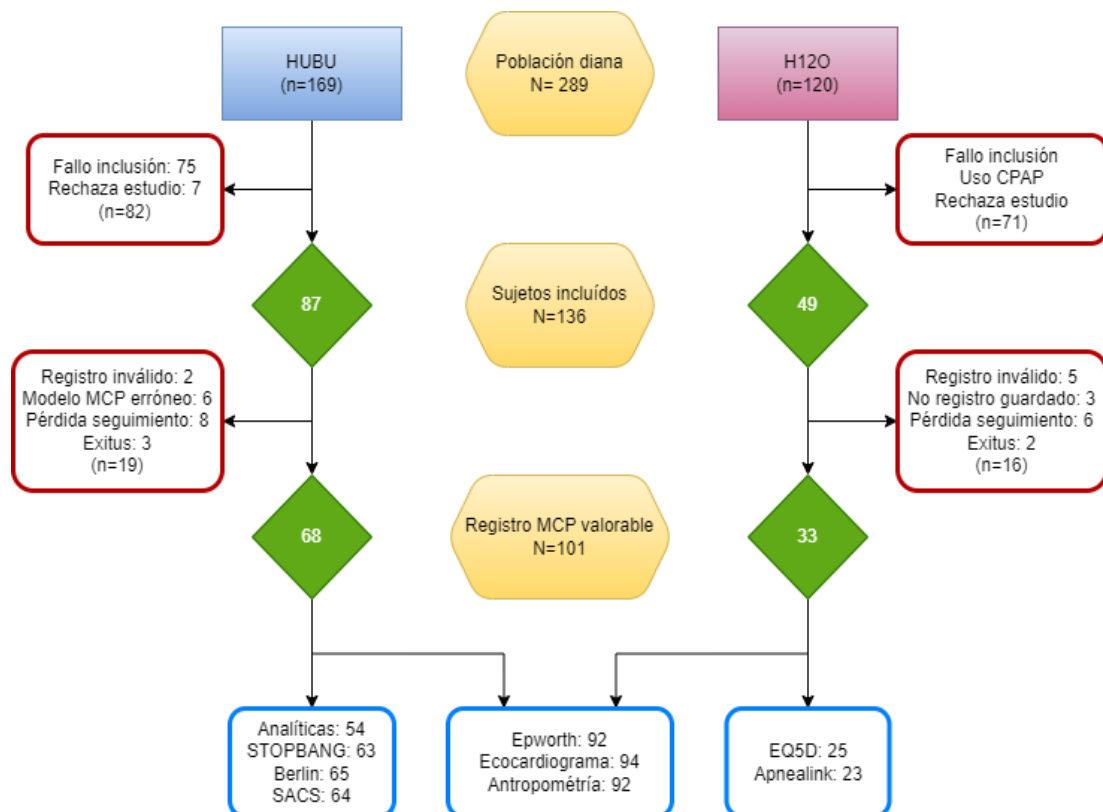 HUBU
(n=169)
Población diana
N= 289
H12O
(n=120)
Fallo inclusión: 75
Rechaza estudio: 7
(n=82)
Fallo inclusión
Uso CPAP
Rechaza estudio
(n=71)
87
Sujetos incluídos
N=136
49
Registro inválido: 2
Modelo MCP erróneo: 6
Pérdida seguimiento: 8
Exitus: 3
(n=19)
Registro inválido: 5
No registro guardado: 3
Pérdida seguimiento: 6
Exitus: 2
(n=16)
68
Registro MCP valorable
N=101
33
Analíticas: 54
STOPBANG: 63
Berlin: 65
SACS: 64
Epworth: 92
Ecocardiograma: 94
Antropométría: 92
EQ5D: 25
Apnealink: 23